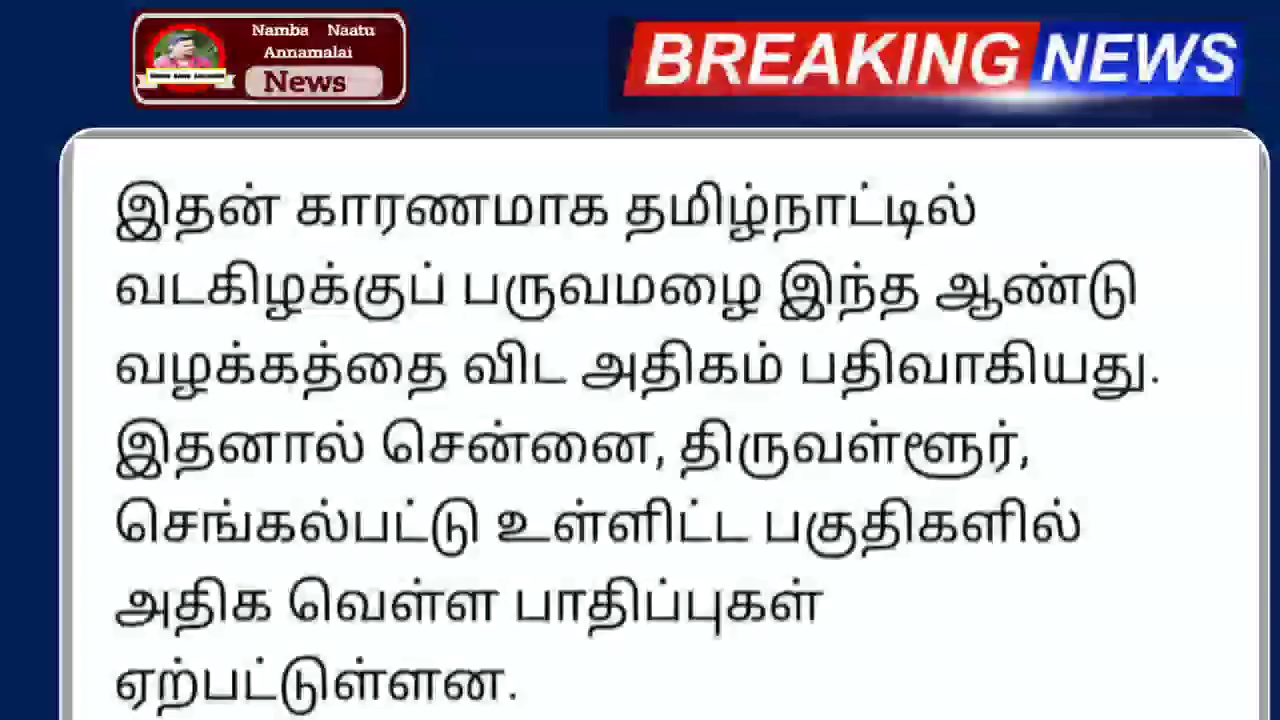 Namba Naatu
Annamalai
News
BREAKING NEWS
இதன் காரணமாக தமிழ்நாட்டில்
வடகிழக்குப் பருவமழை இந்த ஆண்டு
வழக்கத்தை விட அதிகம் பதிவாகியது.
இதனால் சென்னை, திருவள்ளூர்,
செங்கல்பட்டு உள்ளிட்ட பகுதிகளில்
அதிக வெள்ள பாதிப்புகள்
ஏற்பட்டுள்ளன.